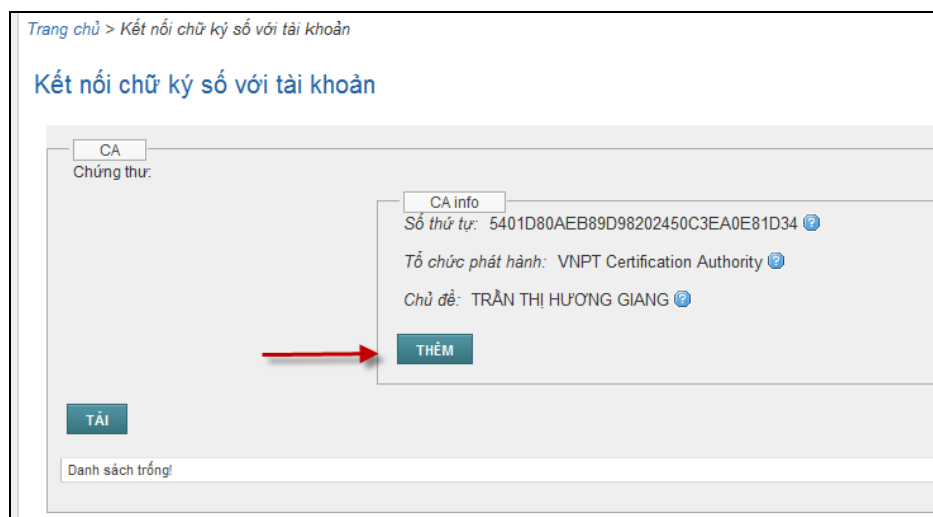 Trang chủ > Kết nối chữ ký số với tài khoản
Kết nối chữ ký số với tài khoản
CA
Chứng thư:
CA info
Số thứ tự: 5401D80AEB89D98202450C3EA0E81D34
Tổ chức phát hành: VNPT Certification Authority
Chủ đề: TRẦN THỊ HƯƠNG GIANG
THÊM
TẢI
Danh sách trống!